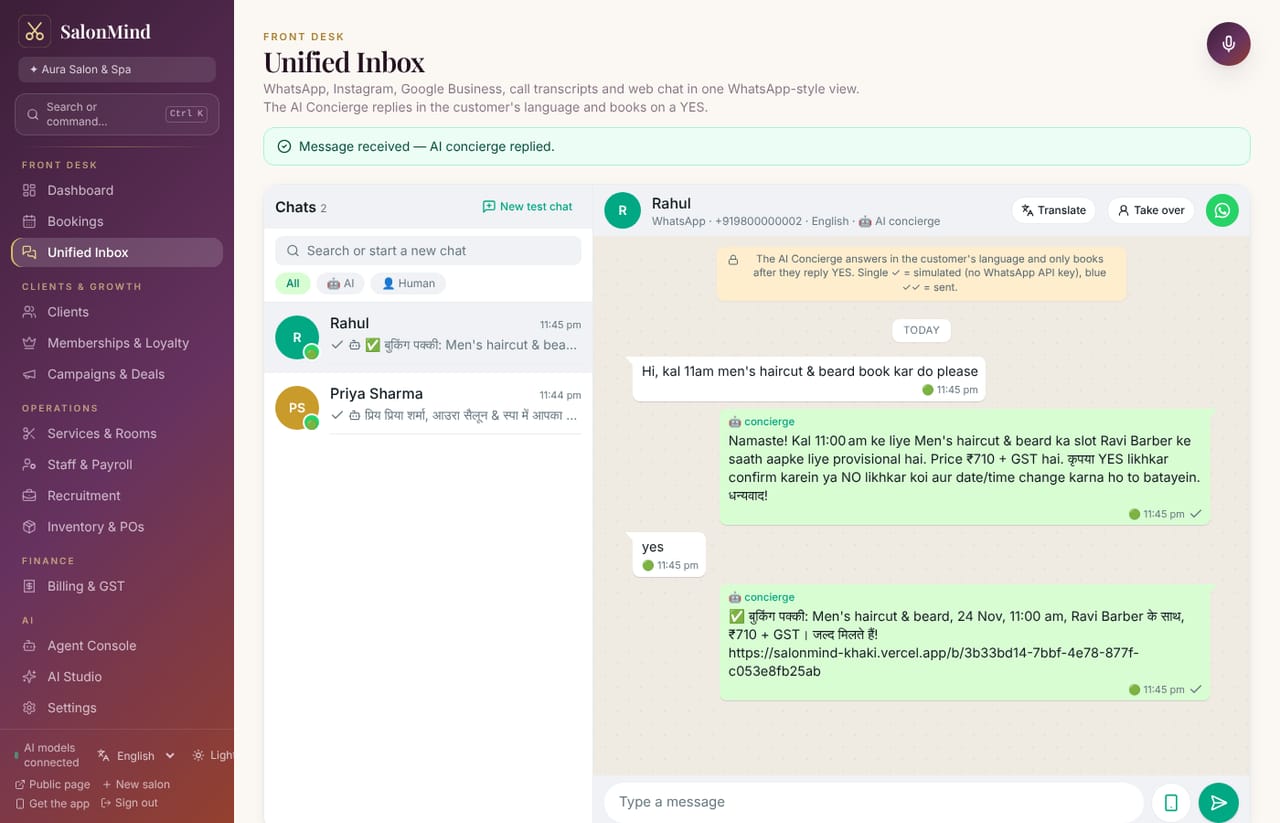 SalonMind
✦ Aura Salon & Spa
Search or
command...
Ctrl K
FRONT DESK
Dashboard
Bookings
Unified Inbox
CLIENTS & GROWTH
Clients
Memberships & Loyalty
Campaigns & Deals
OPERATIONS
Services & Rooms
Staff & Payroll
Recruitment
Inventory & POs
FINANCE
Billing & GST
AI
Agent Console
AI Studio
Settings
AI models
connected
English
Light
Public page
+ New salon
Get the app
Sign out
FRONT DESK
Unified Inbox
WhatsApp, Instagram, Google Business, call transcripts and web chat in one WhatsApp-style view.
The AI Concierge replies in the customer's language and books on a YES.
Message received — AI concierge replied.
Chats 2
New test chat
Search or start a new chat
All
🤖 AI
👤 Human
R
Rahul
11:45 pm
✅ बुकिंग पक्की: Men's haircut & bea...
PS
Priya Sharma
11:44 pm
प्रिय प्रिया शर्मा, आउरा सैलून & स्पा में आपका ...
R
Rahul
WhatsApp · +919800000002 · English · 🤖 AI concierge
Translate
Take over
The AI Concierge answers in the customer's language and only books
after they reply YES. Single ✓ = simulated (no WhatsApp API key), blue
✓✓ = sent.
TODAY
Hi, kal 11am men's haircut & beard book kar do please
🟢 11:45 pm
🤖 concierge
Namaste! Kal 11:00 am ke liye Men's haircut & beard ka slot Ravi Barber ke
saath aapke liye provisional hai. Price ₹710 + GST hai. कृपया YES likhkar
confirm karein ya NO likhkar koi aur date/time change karna ho to batayein.
धन्यवाद!
🟢 11:45 pm ✓
yes
🟢 11:45 pm
🤖 concierge
✅ बुकिंग पक्की: Men's haircut & beard, 24 Nov, 11:00 am, Ravi Barber के साथ,
₹710 + GST। जल्द मिलते हैं!
https://salonmind-khaki.vercel.app/b/3b33bd14-7bbf-4e78-877f-
c053e8fb25ab
🟢 11:45 pm ✓
Type a message